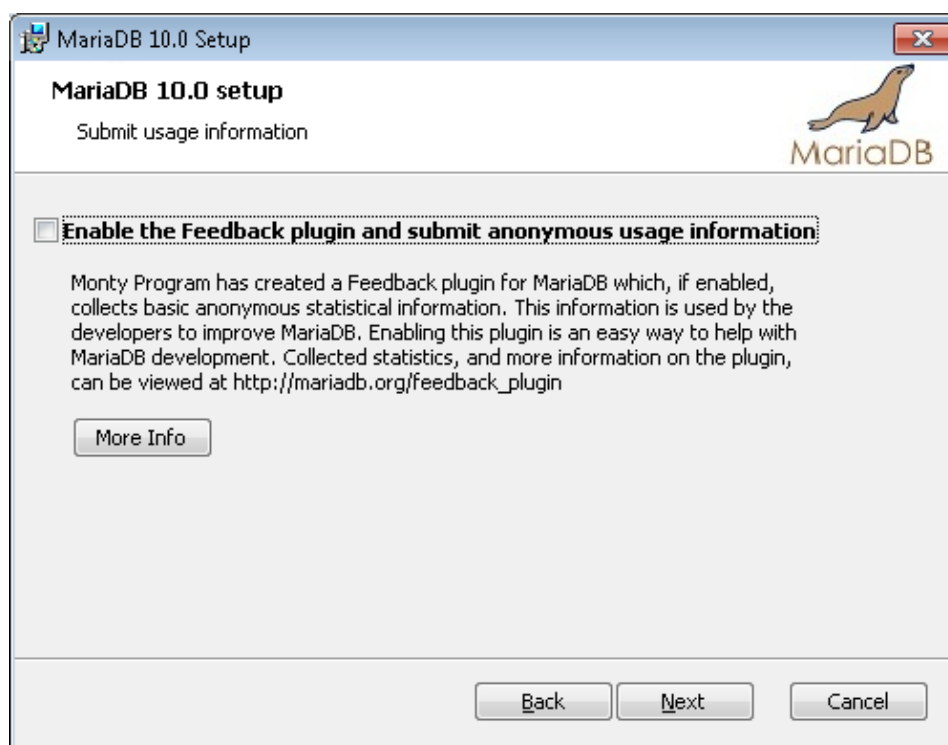 MariaDB 10.0 Setup
MariaDB 10.0 setup
Submit usage information
MariaDB
Enable the Feedback plugin and submit anonymous usage information
Monty Program has created a Feedback plugin for MariaDB which, if enabled,
collects basic anonymous statistical information. This information is used by the
developers to improve MariaDB. Enabling this plugin is an easy way to help with
MariaDB development. Collected statistics, and more information on the plugin,
can be viewed at http://mariadb.org/feedback_plugin
More Info
Back
Next
Cancel